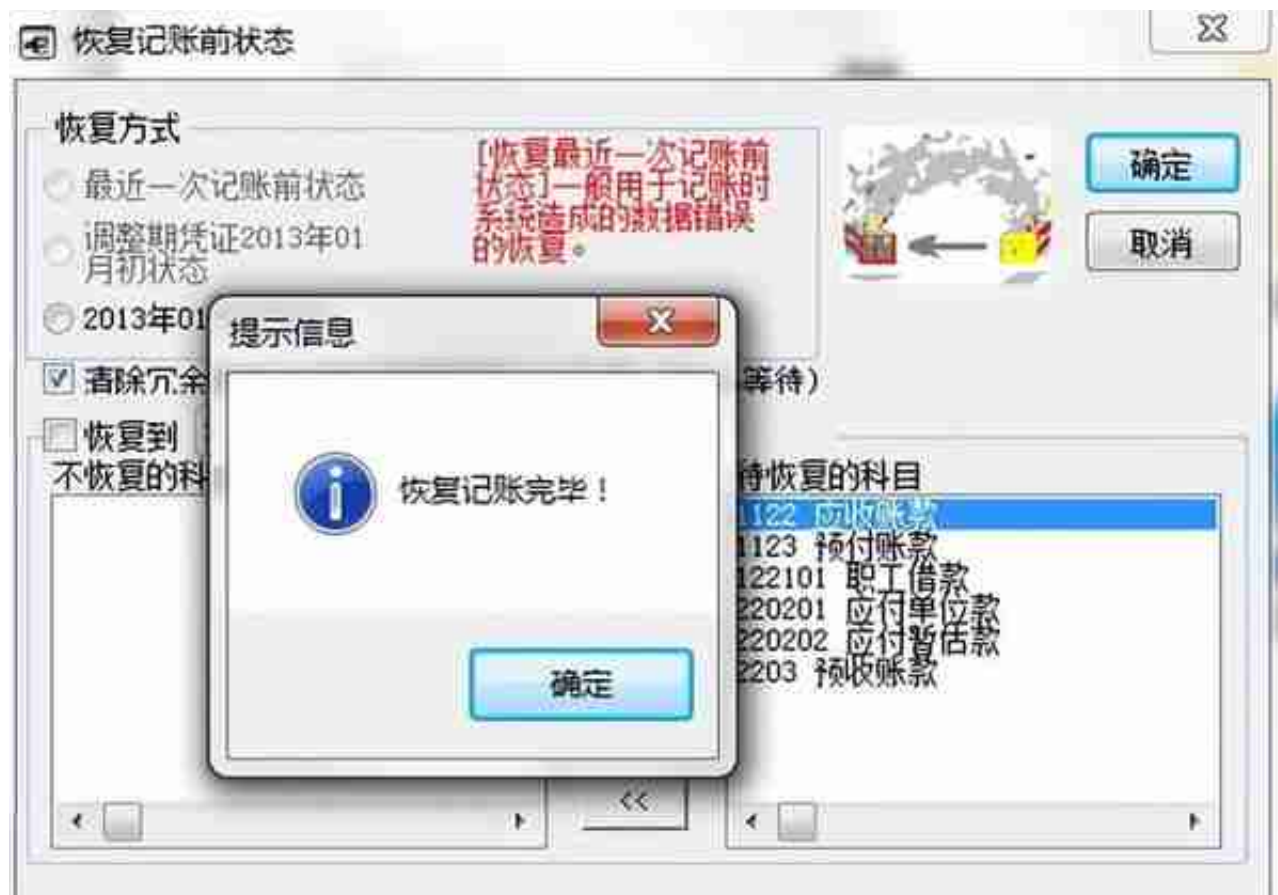 恢复记账前状态
恢复方式
最近一次记账前状态
调整期凭证2013年01
月初状态
2013年01
[恢复最近一次记账前
状态]一般用于记账时
系统造成的数据错误
的恢复。
确定
取消
清除冗余
等待)
恢复到
不恢复的科
待恢复的科目
1122 应收账款
1123 预付账款
122101 职工借款
220201 应付单位款
220202 应付暂估款
2203 预收账款
<<
提示信息
恢复记账完毕!
确定